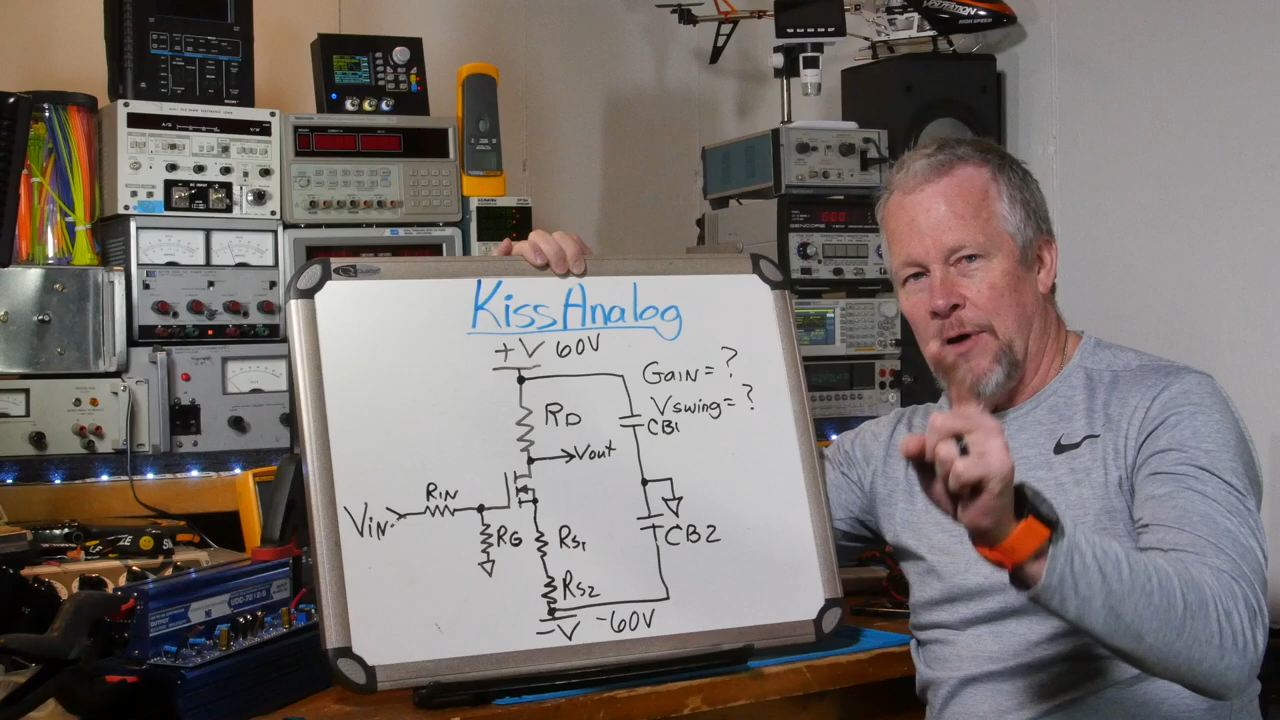 KissAnalog
+V 60V
Gain = ?
RD
Vswing = ?
CB1
Vout
RIN
VIN
RG
RS1
CB2
RS2
-V -60V